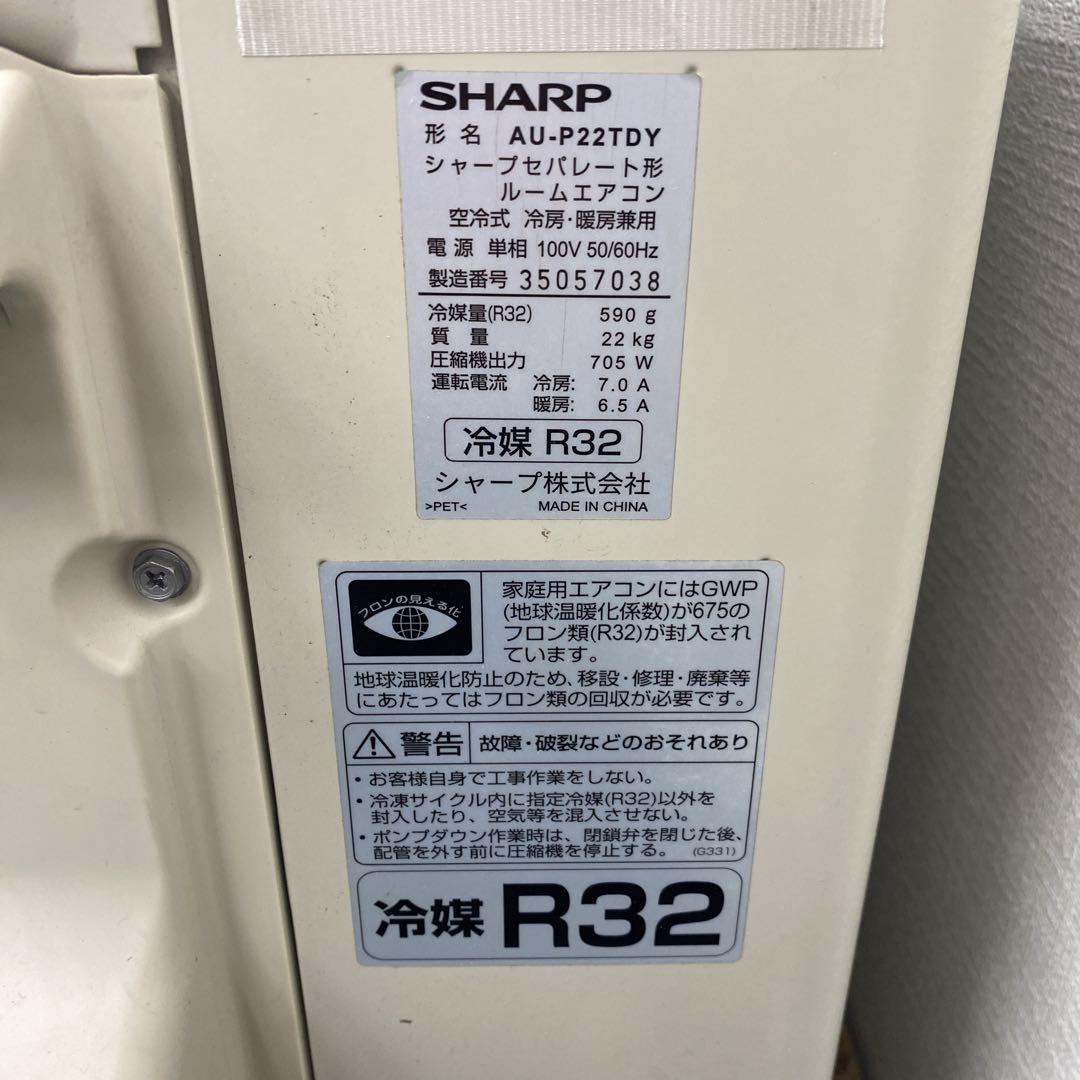 SHARP
形 名 AU-P22TDY
シャープセパレート形
ルームエアコン
空冷式 冷房・暖房兼用
電 源 単相 100V 50/60Hz
製造番号 35057038
冷媒量(R32) 590 g
質 量 22 kg
圧縮機出力 705 W
運転電流 冷房: 7.0 A
暖房: 6.5 A
冷媒 R32
シャープ株式会社
>PET< MADE IN CHINA
フロンの見える化
家庭用エアコンにはGWP
(地球温暖化係数)が675の
フロン類(R32)が封入され
ています。
地球温暖化防止のため、移設・修理・廃棄等
にあたってはフロン類の回収が必要です。
警告 故障・破裂などのおそれあり
・お客様自身で工事作業をしない。
・冷凍サイクル内に指定冷媒(R32)以外を
封入したり、空気等を混入させない。
・ポンプダウン作業時は、閉鎖弁を閉じた後、
配管を外す前に圧縮機を停止する。 (G331)
冷媒 R32